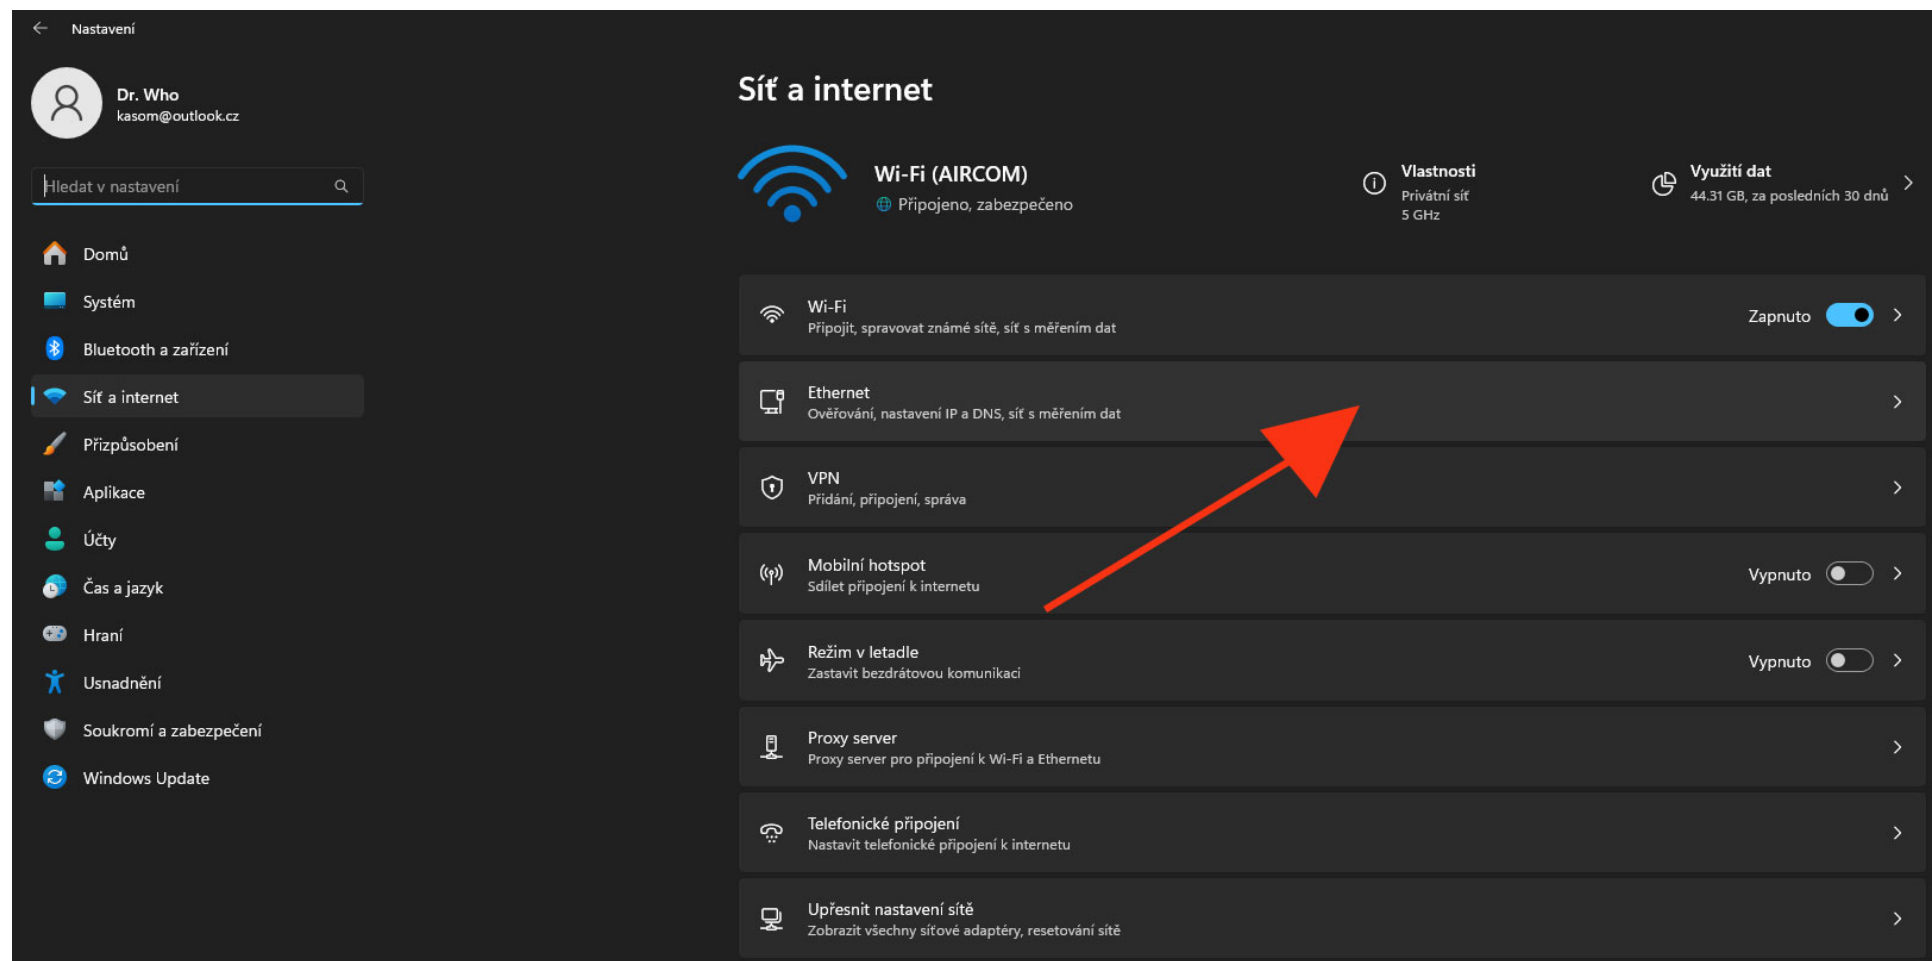 Nastavení
Dr. Who
kasom@outlook.cz
Hledat v nastavení
Domů
Systém
Bluetooth a zařízení
Síť a internet
Přizpůsobení
Aplikace
Účty
Čas a jazyk
Hraní
Usnadnění
Soukromí a zabezpečení
Windows Update
Síť a internet
Wi-Fi (AIRCOM)
Připojeno, zabezpečeno
Vlastnosti
Privátní síť
5 GHz
Využití dat
44.31 GB, za posledních 30 dnů
Wi-Fi
Připojit, spravovat známé sítě, síť s měřením dat
Zapnuto
Ethernet
Ověřování, nastavení IP a DNS, síť s měřením dat
VPN
Přidání, připojení, správa
Mobilní hotspot
Sdílet připojení k internetu
Vypnuto
Režim v letadle
Zastavit bezdrátovou komunikaci
Vypnuto
Proxy server
Proxy server pro připojení k Wi-Fi a Ethernetu
Telefonické připojení
Nastavit telefonické připojení k internetu
Upřesnit nastavení sítě
Zobrazit všechny síťové adaptéry, resetování sítě